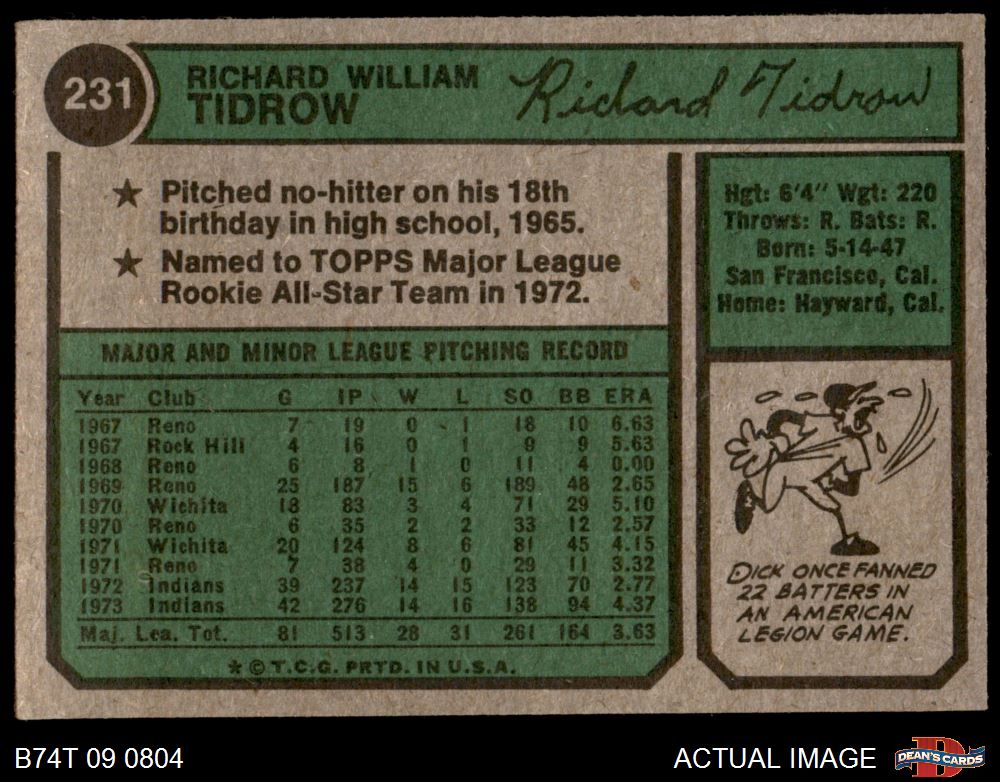 231
RICHARD WILLIAM
TIDROW
Richard Tidrow
★ Pitched no-hitter on his 18th
birthday in high school, 1965.
★ Named to TOPPS Major League
Rookie All-Star Team in 1972.
Hgt: 6'4" Wgt: 220
Throws: R. Bats: R.
Born: 5-14-47
San Francisco, Cal.
Home: Hayward, Cal.
MAJOR AND MINOR LEAGUE PITCHING RECORD
Year Club G IP W L SO BB ERA
1967 Reno 7 19 0 1 18 10 6.63
1967 Rock Hill 4 16 0 1 9 9 5.63
1968 Reno 6 8 1 0 11 4 0.00
1969 Reno 25 187 15 6 189 48 2.65
1970 Wichita 18 83 3 4 71 29 5.10
1970 Reno 6 35 2 2 33 12 2.57
1971 Wichita 20 124 8 6 81 45 4.15
1971 Reno 7 38 4 0 29 11 3.32
1972 Indians 39 237 14 15 123 70 2.77
1973 Indians 42 276 14 16 138 94 4.37
Maj. Lea. Tot. 81 513 28 31 261 164 3.63
★ © T.C.G. PRTD. IN U.S.A.
DICK ONCE FANNED
22 BATTERS IN
AN AMERICAN
LEGION GAME.
B74T 09 0804
ACTUAL IMAGE
DEAN'S CARDS